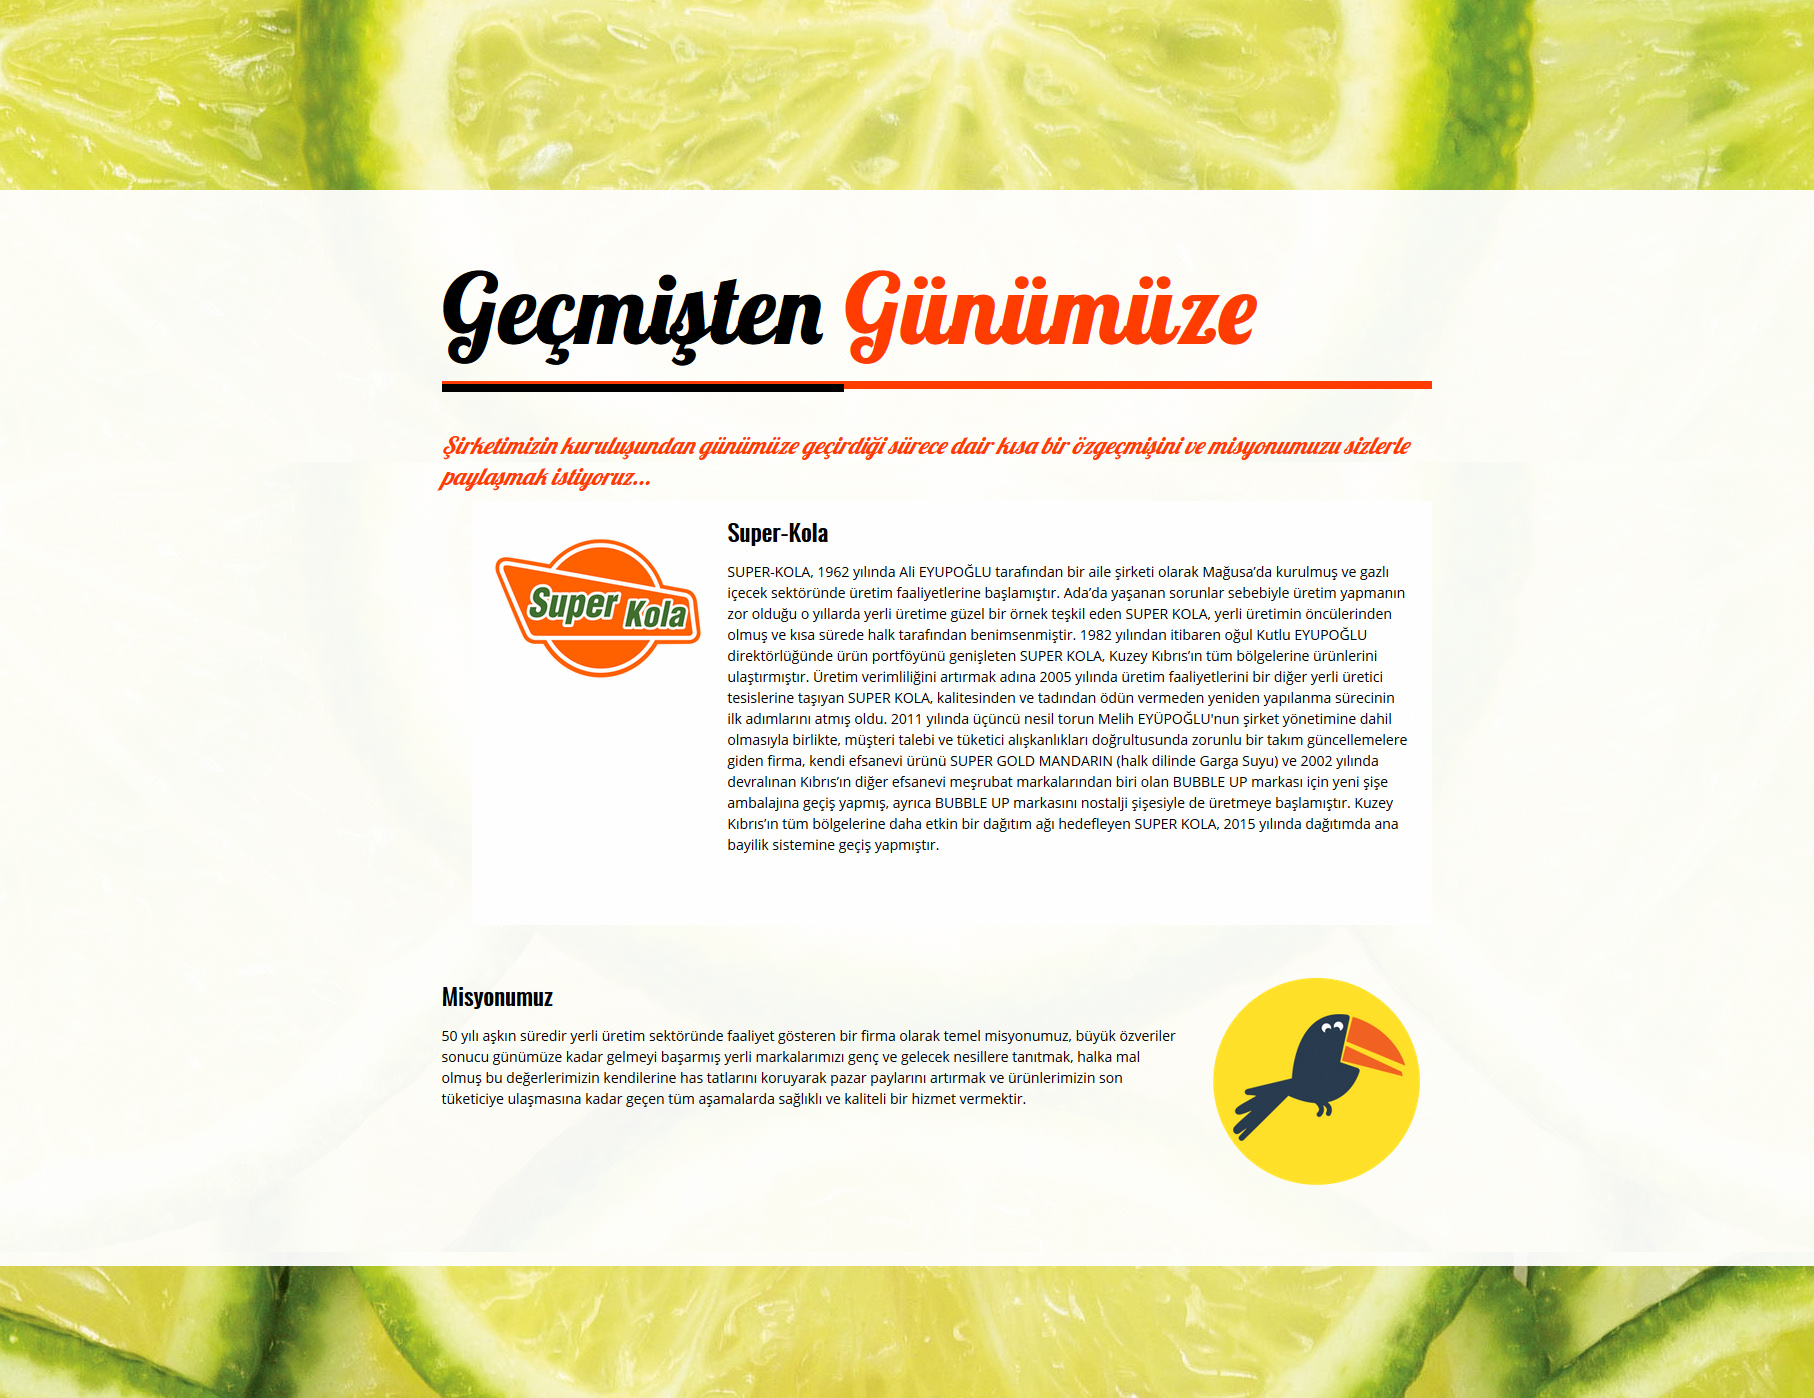 Geçmişten Günümüze
Şirketimizin kuruluşundan günümüze geçirdiği sürece dair kısa bir özgeçmişini ve misyonumuzu sizlerle
paylaşmak istiyoruz...
Super Kola
Super-Kola
SUPER-KOLA, 1962 yılında Ali EYUPOĞLU tarafından bir aile şirketi olarak Mağusa’da kurulmuş ve gazlı
içecek sektöründe üretim faaliyetlerine başlamıştır. Ada’da yaşanan sorunlar sebebiyle üretim yapmanın
zor olduğu o yıllarda yerli üretime güzel bir örnek teşkil eden SUPER KOLA, yerli üretimin öncülerinden
olmuş ve kısa sürede halk tarafından benimsenmiştir. 1982 yılından itibaren oğul Kutlu EYUPOĞLU
direktörlüğünde ürün portföyünü genişleten SUPER KOLA, Kuzey Kıbrıs’ın tüm bölgelerine ürünlerini
ulaştırmıştır. Üretim verimliliğini artırmak adına 2005 yılında üretim faaliyetlerini bir diğer yerli üretici
tesislerine taşıyan SUPER KOLA, kalitesinden ve tadından ödün vermeden yeniden yapılanma sürecinin
ilk adımlarını atmış oldu. 2011 yılında üçüncü nesil torun Melih EYÜPOĞLU'nun şirket yönetimine dahil
olmasıyla birlikte, müşteri talebi ve tüketici alışkanlıkları doğrultusunda zorunlu bir takım güncellemelere
giden firma, kendi efsanevi ürünü SUPER GOLD MANDARIN (halk dilinde Garga Suyu) ve 2002 yılında
devralınan Kıbrıs’ın diğer efsanevi meşrubat markalarından biri olan BUBBLE UP markası için yeni şişe
ambalajına geçiş yapmış, ayrıca BUBBLE UP markasını nostalji şişesiyle de üretmeye başlamıştır. Kuzey
Kıbrıs’ın tüm bölgelerine daha etkin bir dağıtım ağı hedefleyen SUPER KOLA, 2015 yılında dağıtımda ana
bayilik sistemine geçiş yapmıştır.
Misyonumuz
50 yılı aşkın süredir yerli üretim sektöründe faaliyet gösteren bir firma olarak temel misyonumuz, büyük özveriler
sonucu günümüze kadar gelmeyi başarmış yerli markalarımızı genç ve gelecek nesillere tanıtmak, halka mal
olmuş bu değerlerimizin kendilerine has tatlarını koruyarak pazar paylarını artırmak ve ürünlerimizin son
tüketiciye ulaşmasına kadar geçen tüm aşamalarda sağlıklı ve kaliteli bir hizmet vermektir.